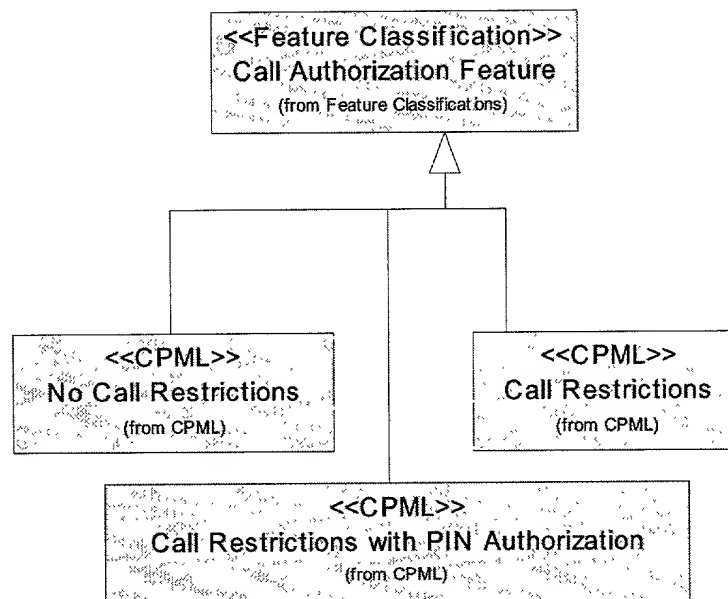 <<Feature Classification>>
Call Authorization Feature
(from Feature Classifications)
<<CPML>>
No Call Restrictions
(from CPML)
<<CPML>>
Call Restrictions
(from CPML)
<<CPML>>
Call Restrictions with PIN Authorization
(from CPML)